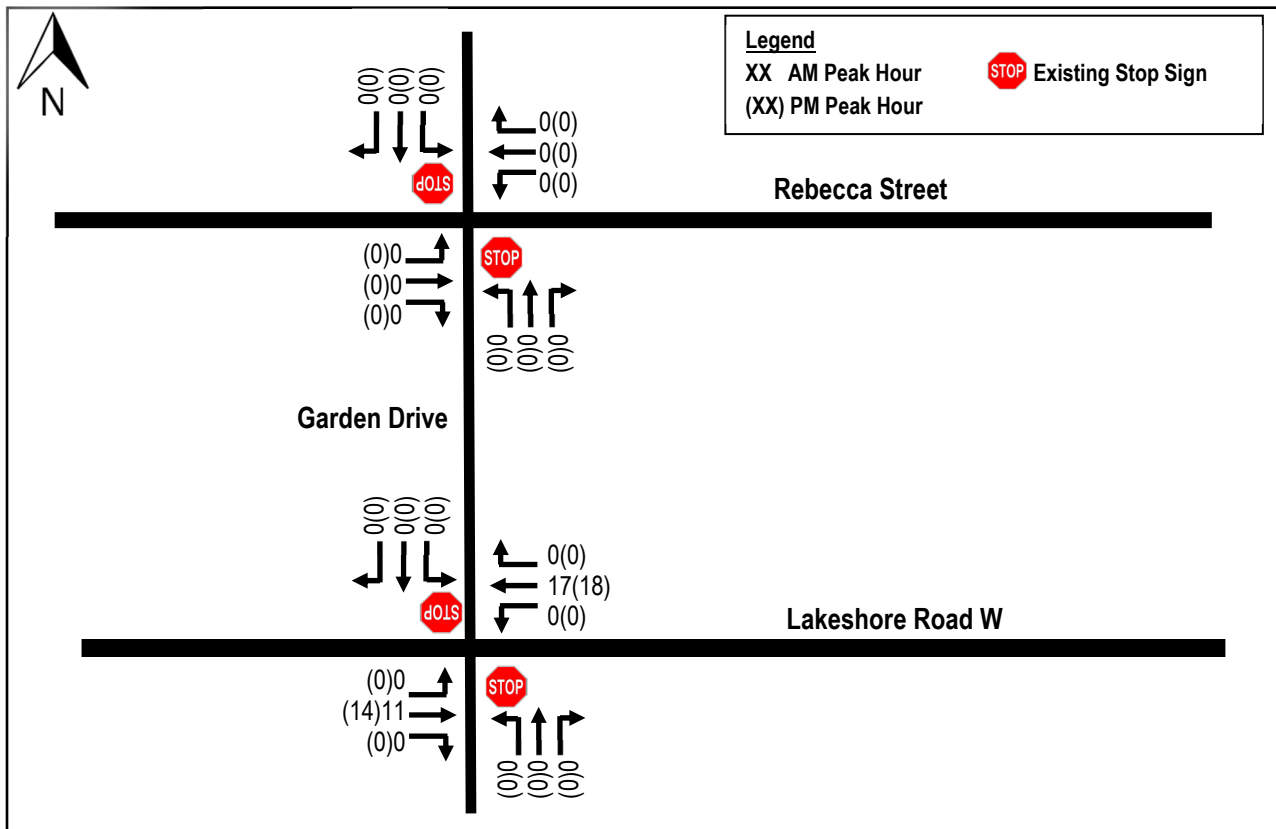 Legend
XX AM Peak Hour
STOP Existing Stop Sign
(XX) PM Peak Hour
N
0(0) 0(0) 0(0)
0(0)
0(0)
0(0)
STOP
Rebecca Street
(0)0
(0)0
(0)0
STOP
0(0) 0(0) 0(0)
Garden Drive
0(0) 0(0) 0(0)
0(0)
17(18)
0(0)
STOP
Lakeshore Road W
(0)0
(14)11
(0)0
STOP
0(0) 0(0) 0(0)